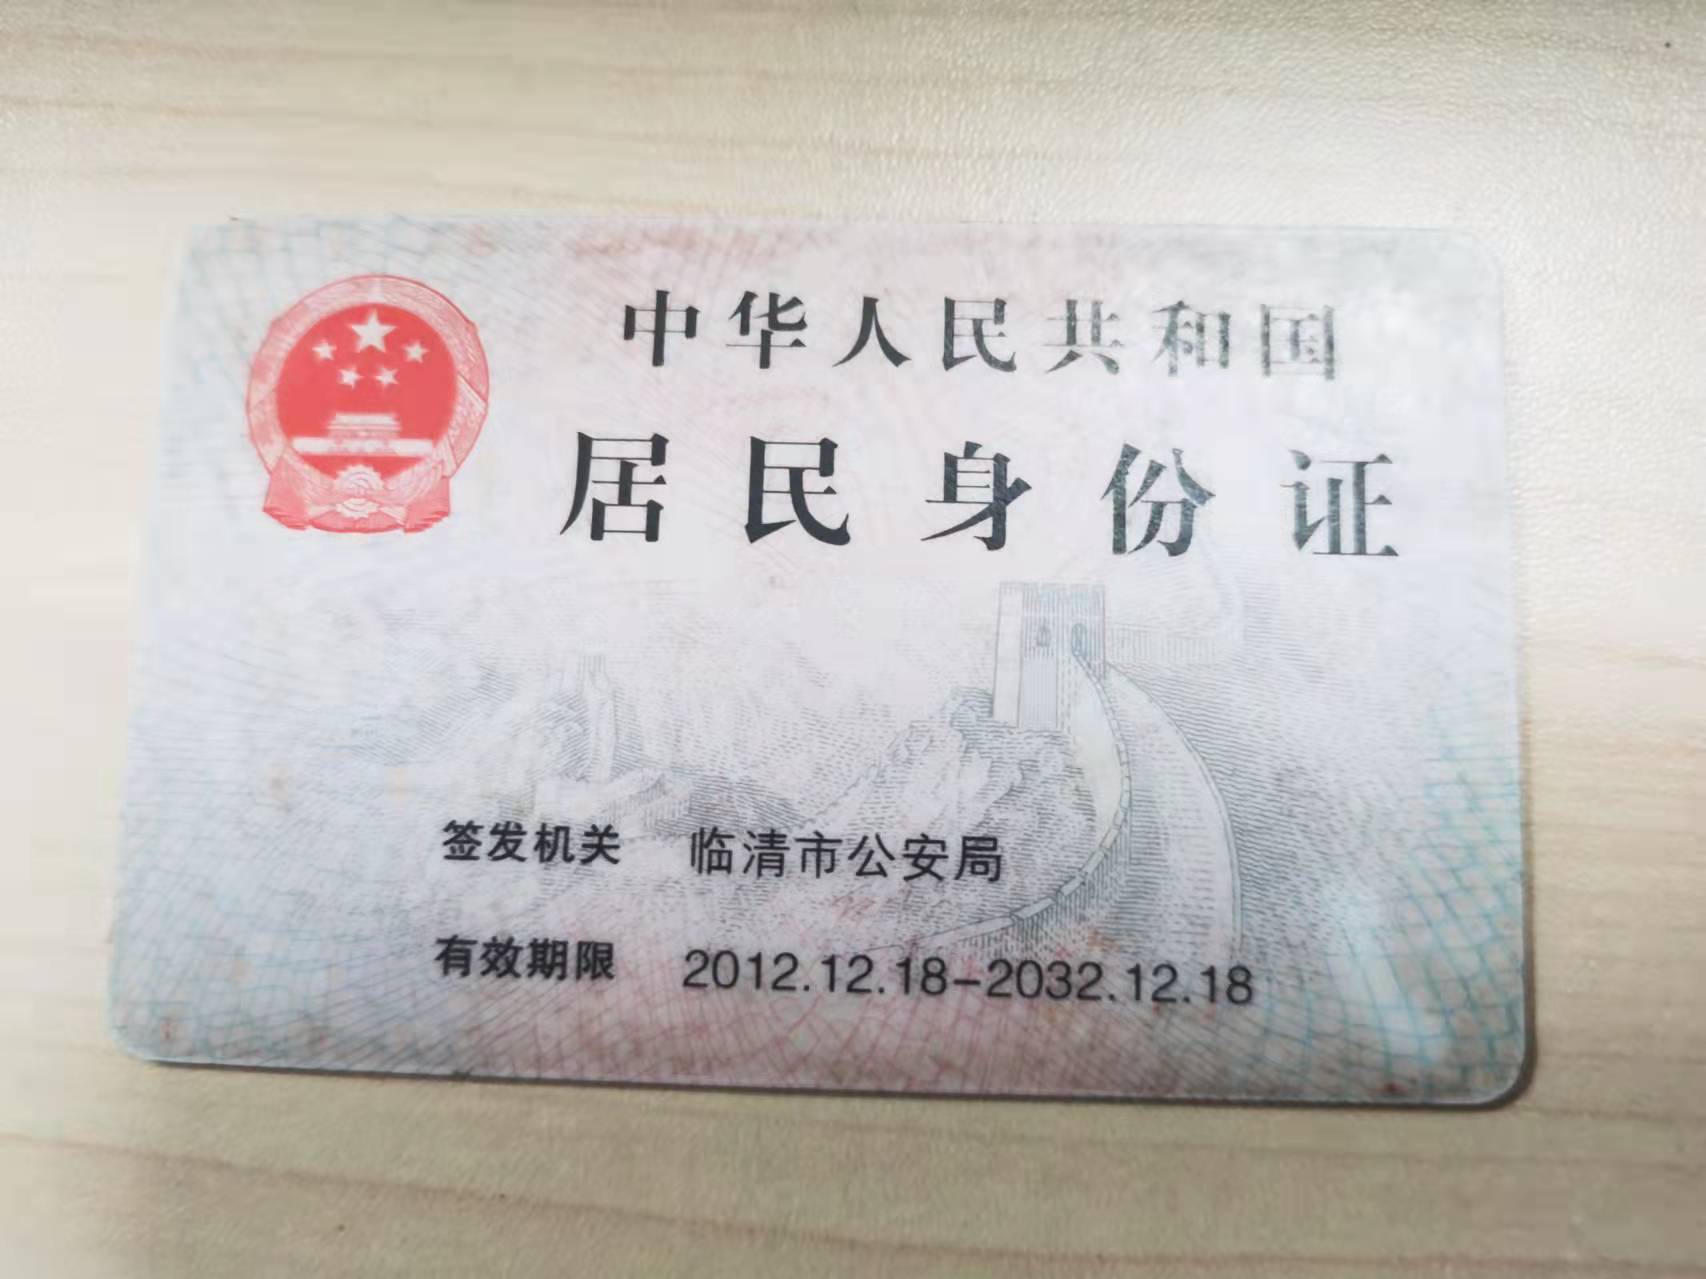 中华人民共和国
居民身份证
签发机关 临清市公安局
有效期限 2012.12.18-2032.12.18